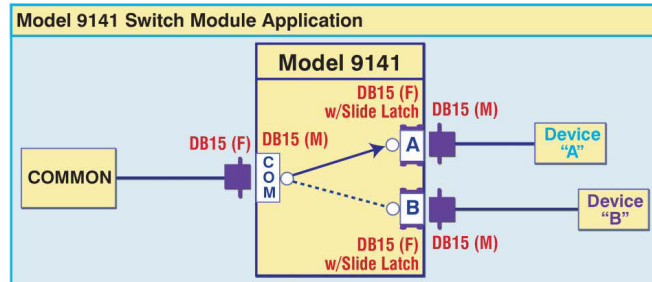 Model 9141 Switch Module Application
Model 9141
DB15 (F)
w/Slide Latch
DB15 (M)
DB15 (F)
DB15 (M)
COM
COMMON
A
Device
"A"
B
Device
"B"
DB15 (F)
w/Slide Latch
DB15 (M)